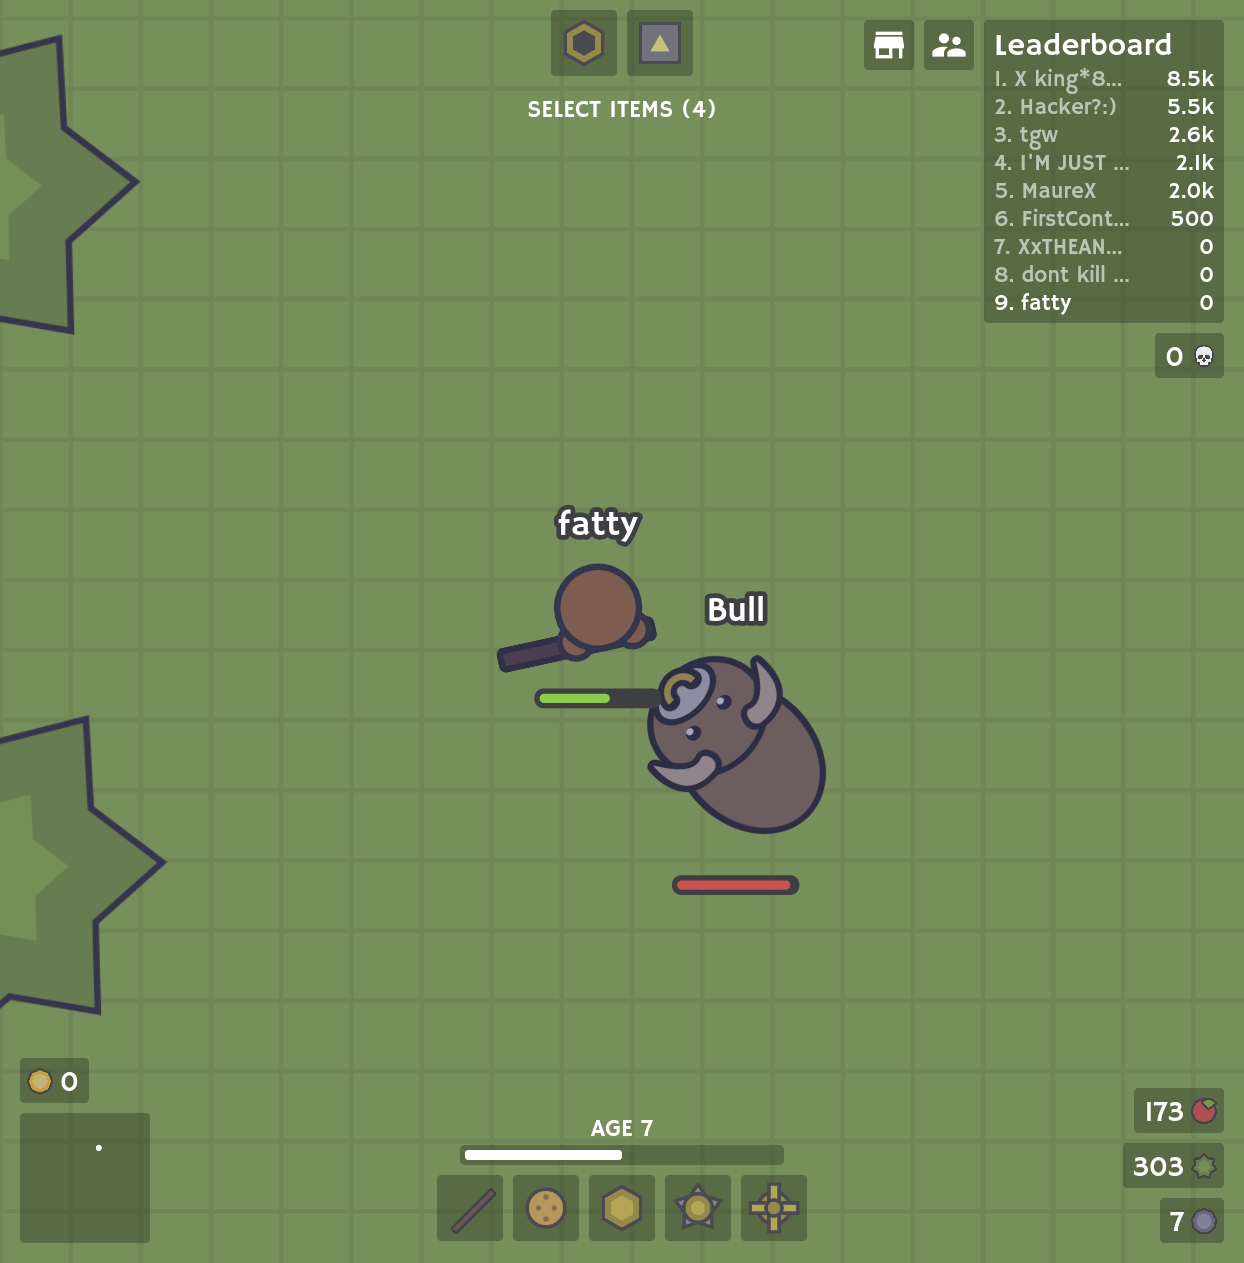 SELECT ITEMS (4)
Leaderboard
1. X king*8... 8.5k
2. Hacker?:) 5.5k
3. tgw 2.6k
4. I'M JUST ... 2.1k
5. MaureX 2.0k
6. FirstCont... 500
7. XxTHEAN... 0
8. dont kill ... 0
9. fatty 0
0
fatty
Bull
0
AGE 7
173
303
7